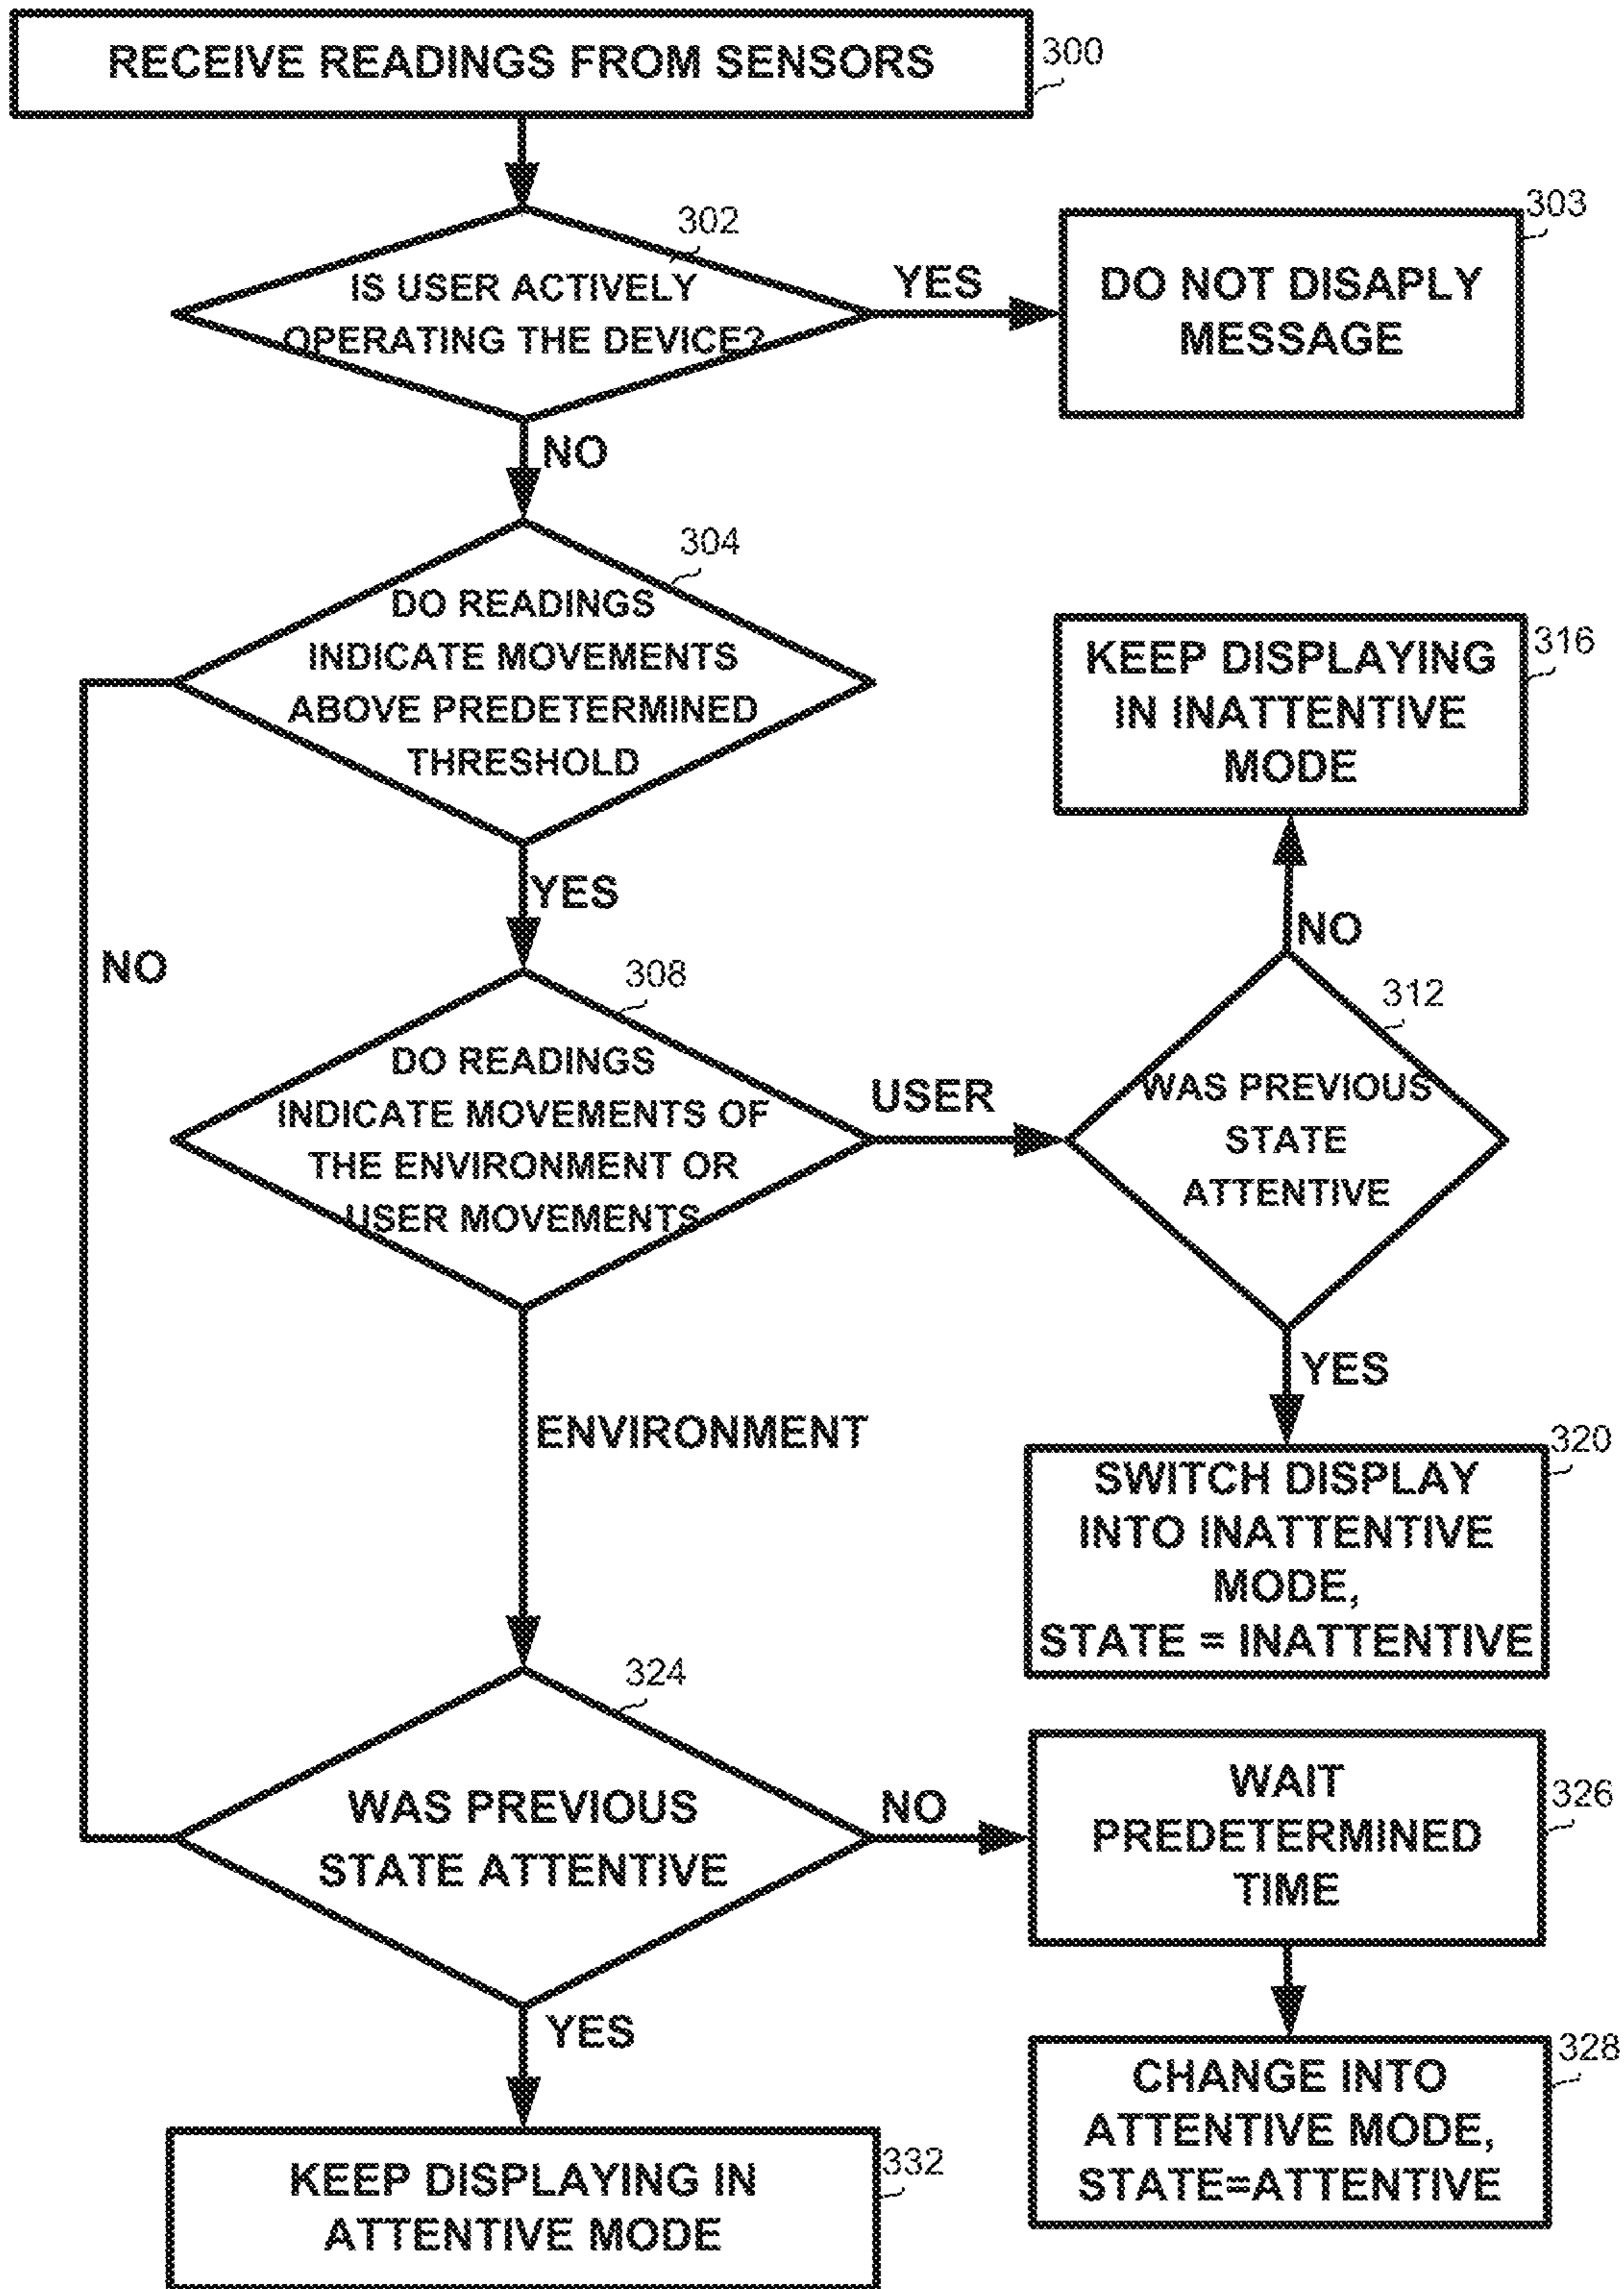 RECEIVE READINGS FROM SENSORS
300
302
IS USER ACTIVELY
OPERATING THE DEVICE?
YES
303
DO NOT DISAPLY
MESSAGE
NO
304
DO READINGS
INDICATE MOVEMENTS
ABOVE PREDETERMINED
THRESHOLD
316
KEEP DISPLAYING
IN INATTENTIVE
MODE
YES
NO
NO
308
DO READINGS
INDICATE MOVEMENTS OF
THE ENVIRONMENT OR
USER MOVEMENTS
USER
312
WAS PREVIOUS
STATE
ATTENTIVE
YES
ENVIRONMENT
320
SWITCH DISPLAY
INTO INATTENTIVE
MODE,
STATE = INATTENTIVE
324
WAS PREVIOUS
STATE ATTENTIVE
NO
326
WAIT
PREDETERMINED
TIME
YES
328
CHANGE INTO
ATTENTIVE MODE,
STATE=ATTENTIVE
332
KEEP DISPLAYING IN
ATTENTIVE MODE